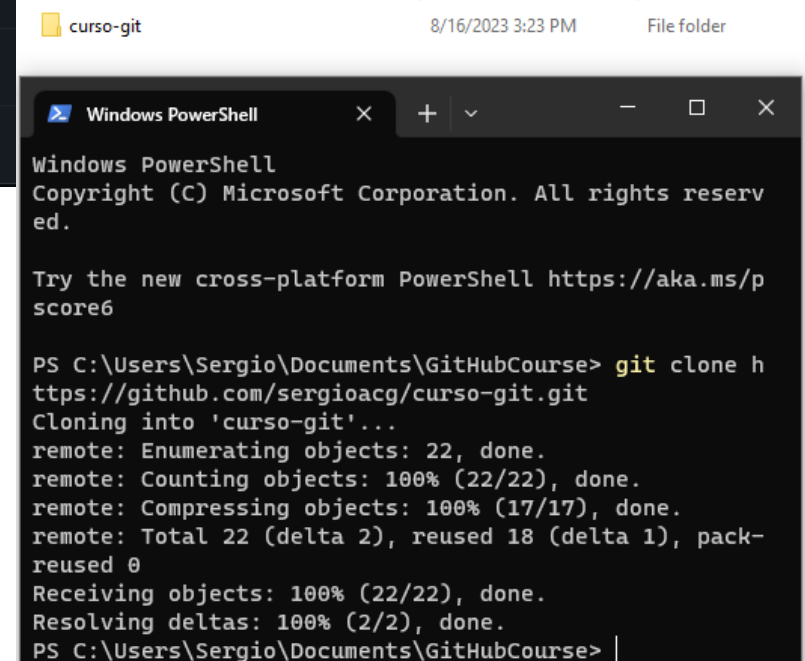 curso-git 8/16/2023 3:23 PM File folder
Windows PowerShell
Windows PowerShell
Copyright (C) Microsoft Corporation. All rights reserv
ed.
Try the new cross-platform PowerShell https://aka.ms/p
score6
PS C:\Users\Sergio\Documents\GitHubCourse> git clone h
ttps://github.com/sergioacg/curso-git.git
Cloning into 'curso-git'...
remote: Enumerating objects: 22, done.
remote: Counting objects: 100% (22/22), done.
remote: Compressing objects: 100% (17/17), done.
remote: Total 22 (delta 2), reused 18 (delta 1), pack-
reused 0
Receiving objects: 100% (22/22), done.
Resolving deltas: 100% (2/2), done.
PS C:\Users\Sergio\Documents\GitHubCourse>